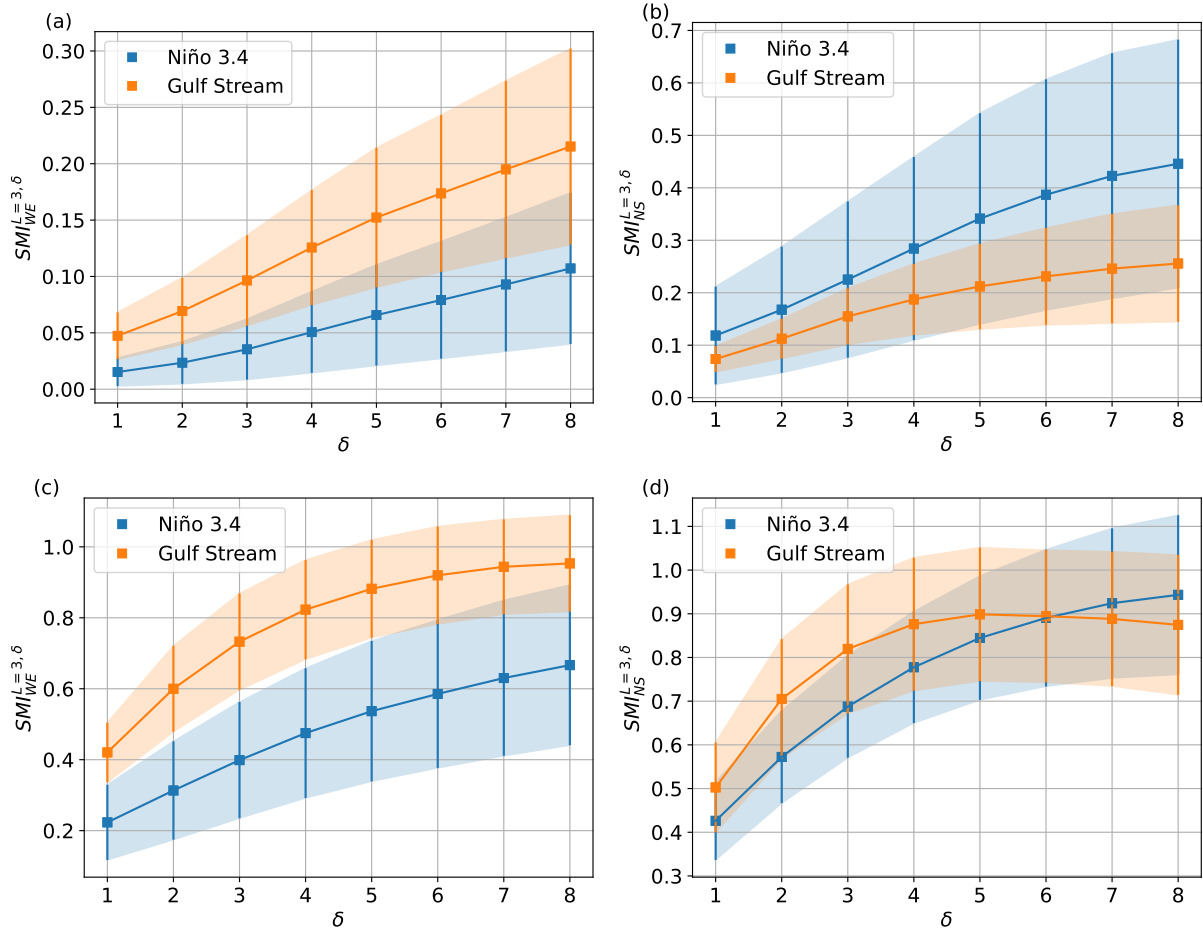 (a)
Niño 3.4
Gulf Stream
0.30
0.25
0.20
0.15
0.10
0.05
0.00
SMI_{WE}^{L=3,δ}
1 2 3 4 5 6 7 8
δ
(b)
Niño 3.4
Gulf Stream
0.7
0.6
0.5
0.4
0.3
0.2
0.1
0.0
SMI_{NS}^{L=3,δ}
1 2 3 4 5 6 7 8
δ
(c)
Niño 3.4
Gulf Stream
1.0
0.8
0.6
0.4
0.2
SMI_{WE}^{L=3,δ}
1 2 3 4 5 6 7 8
δ
(d)
Niño 3.4
Gulf Stream
1.1
1.0
0.9
0.8
0.7
0.6
0.5
0.4
0.3
SMI_{NS}^{L=3,δ}
1 2 3 4 5 6 7 8
δ